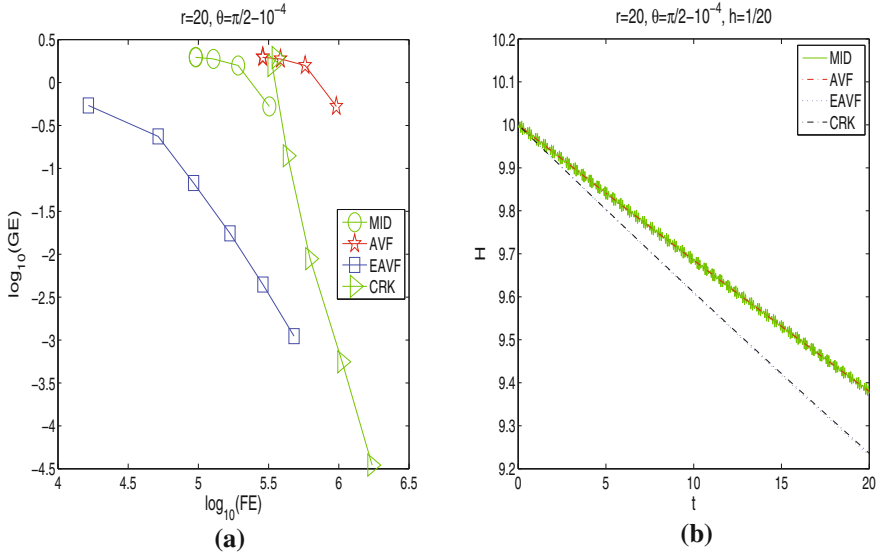 r=20, θ=π/2−10⁻⁴
0.5
0
−0.5
−1
−1.5
−2
−2.5
−3
−3.5
−4
−4.5
log₁₀(GE)
MID
AVF
EAVF
CRK
4
4.5
5
5.5
6
6.5
log₁₀(FE)
(a)
r=20, θ=π/2−10⁻⁴, h=1/20
10.2
10.1
10
9.9
9.8
9.7
9.6
9.5
9.4
9.3
9.2
H
MID
AVF
EAVF
CRK
0
5
10
15
20
t
(b)